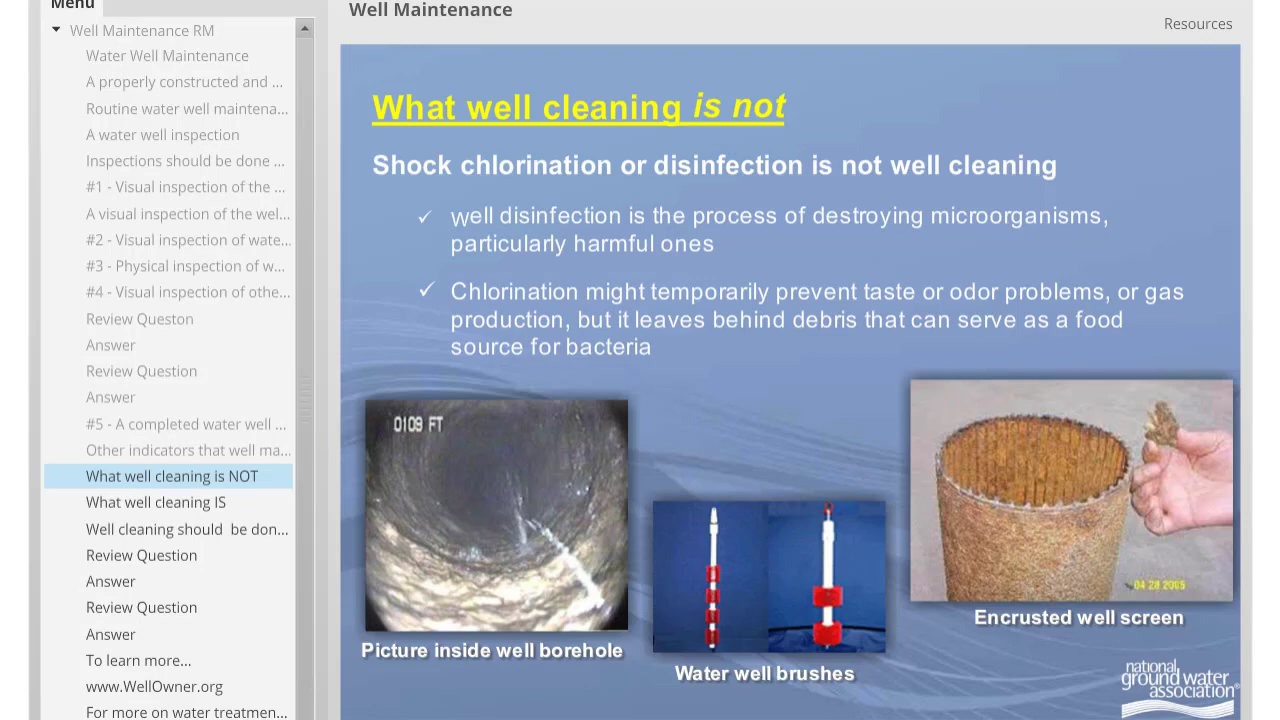 Menu
Well Maintenance
Resources
Well Maintenance RM
Water Well Maintenance
A properly constructed and ...
Routine water well maintena...
A water well inspection
Inspections should be done ...
#1 - Visual inspection of the ...
A visual inspection of the wel...
#2 - Visual inspection of wate...
#3 - Physical inspection of w...
#4 - Visual inspection of othe...
Review Queston
Answer
Review Question
Answer
#5 - A completed water well ...
Other indicators that well ma...
What well cleaning is NOT
What well cleaning IS
Well cleaning should be don...
Review Question
Answer
Review Question
Answer
To learn more...
www.WellOwner.org
For more on water treatmen...
What well cleaning is not
Shock chlorination or disinfection is not well cleaning
well disinfection is the process of destroying microorganisms,
particularly harmful ones
Chlorination might temporarily prevent taste or odor problems, or gas
production, but it leaves behind debris that can serve as a food
source for bacteria
0109 FT
Picture inside well borehole
Water well brushes
04 28 2005
Encrusted well screen
national
ground water
association®